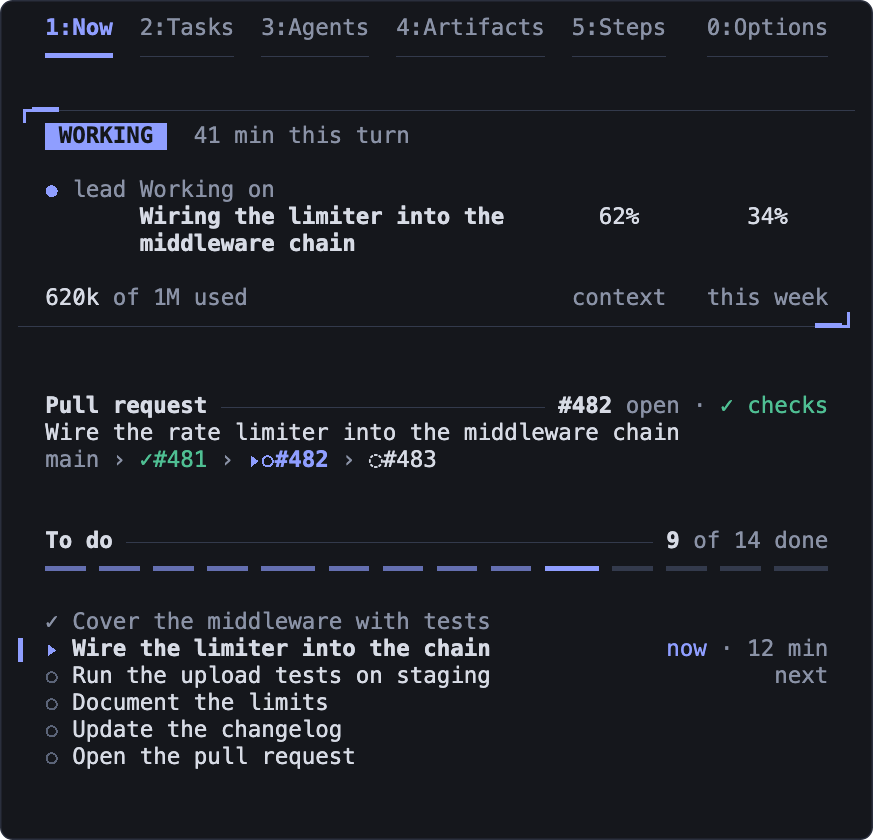 1:Now 2:Tasks 3:Agents 4:Artifacts 5:Steps 0:Options
WORKING 41 min this turn
● lead Working on
Wiring the limiter into the 62% 34%
middleware chain
620k of 1M used context this week
Pull request #482 open · ✓ checks
Wire the rate limiter into the middleware chain
main › ✓#481 › ▸○#482 › ◌#483
To do 9 of 14 done
✓ Cover the middleware with tests
▸ Wire the limiter into the chain now · 12 min
○ Run the upload tests on staging next
○ Document the limits
○ Update the changelog
○ Open the pull request